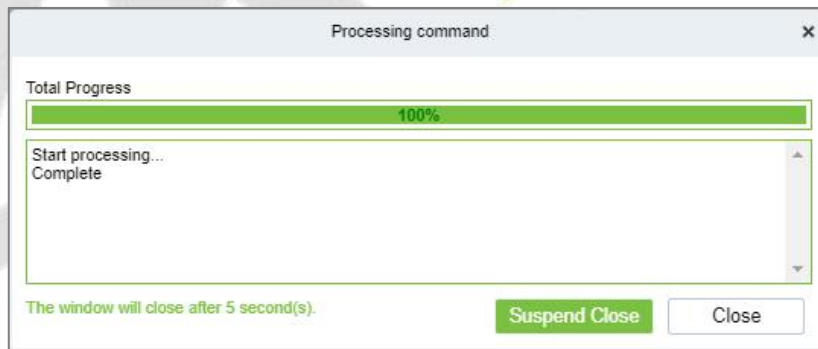 Processing command
×
Total Progress
100%
Start processing...
Complete
The window will close after 5 second(s).
Suspend Close
Close